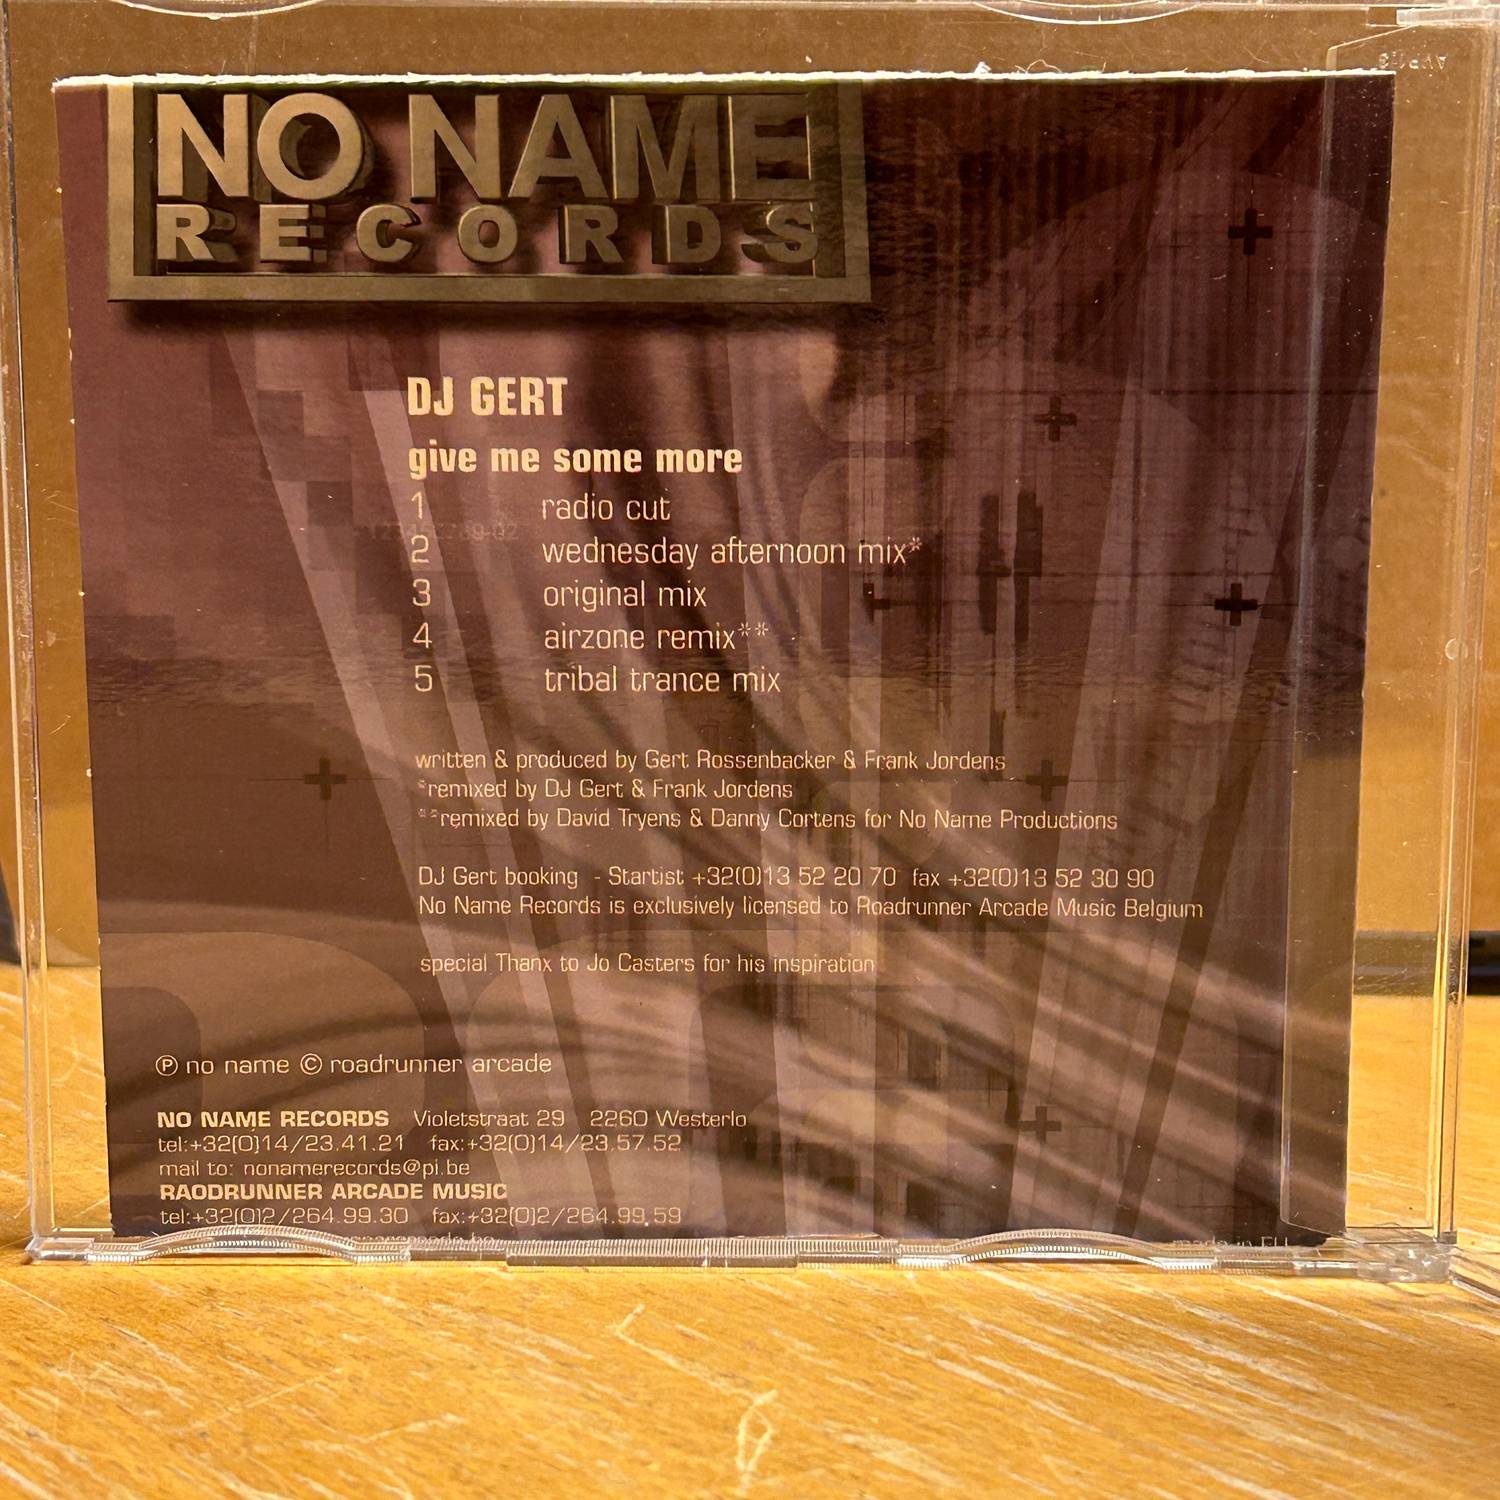 NO NAME
RECORDS
DJ GERT
give me some more
1 radio cut
2 wednesday afternoon mix*
3 original mix
4 airzone remix**
5 tribal trance mix
written & produced by Gert Rossenbacker & Frank Jordens
*remixed by DJ Gert & Frank Jordens
**remixed by David Tryens & Danny Cortens for No Name Productions
DJ Gert booking - Startist +32(0)13 52 20 70 fax +32(0)13 52 30 90
No Name Records is exclusively licensed to Roadrunner Arcade Music Belgium
special Thanx to Jo Casters for his inspiration
℗ no name © roadrunner arcade
NO NAME RECORDS Violetstraat 29 2260 Westerlo
tel:+32(0)14/23.41.21 fax:+32(0)14/23.57.52
mail to: nonamerecords@pi.be
RAODRUNNER ARCADE MUSIC
tel:+32(0)2/264.99.30 fax:+32(0)2/264.99.59
made in EU